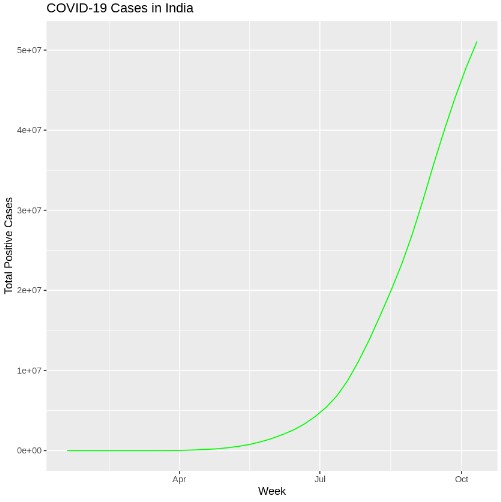 COVID-19 Cases in India
Total Positive Cases
5e+07
4e+07
3e+07
2e+07
1e+07
0e+00
Apr
Jul
Oct
Week